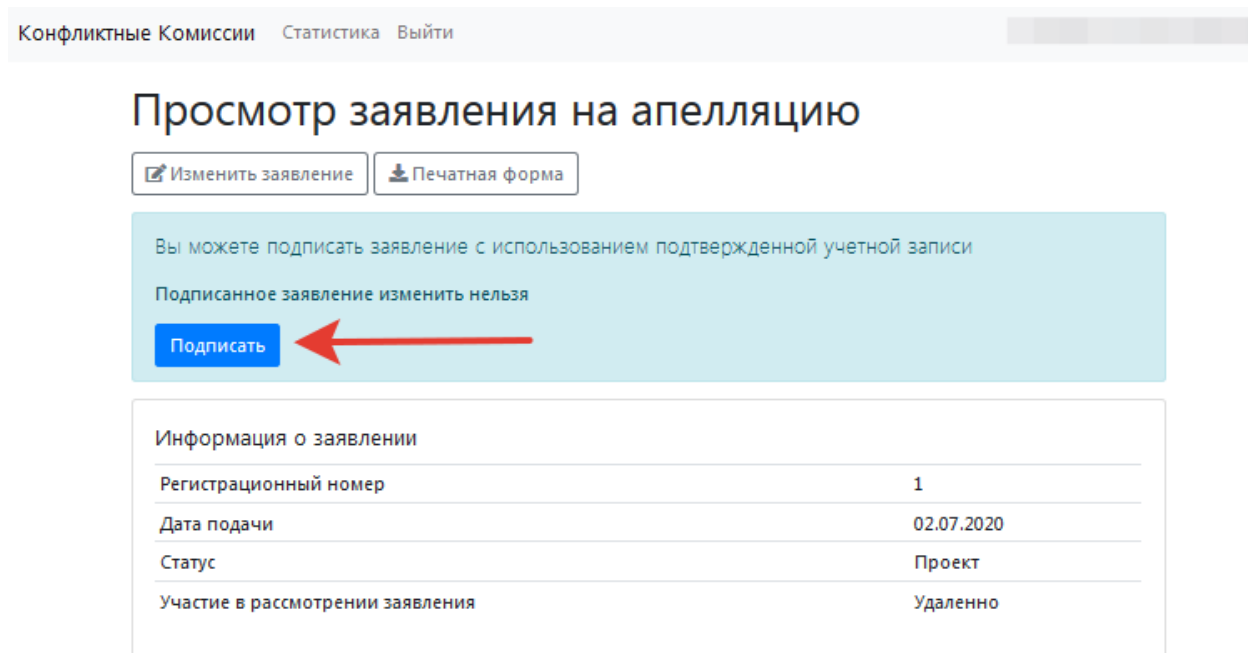 Конфликтные Комиссии Статистика Выйти
Просмотр заявления на апелляцию
Изменить заявление Печатная форма
Вы можете подписать заявление с использованием подтвержденной учетной записи
Подписанное заявление изменить нельзя
Подписать
Информация о заявлении
Регистрационный номер 1
Дата подачи 02.07.2020
Статус Проект
Участие в рассмотрении заявления Удаленно